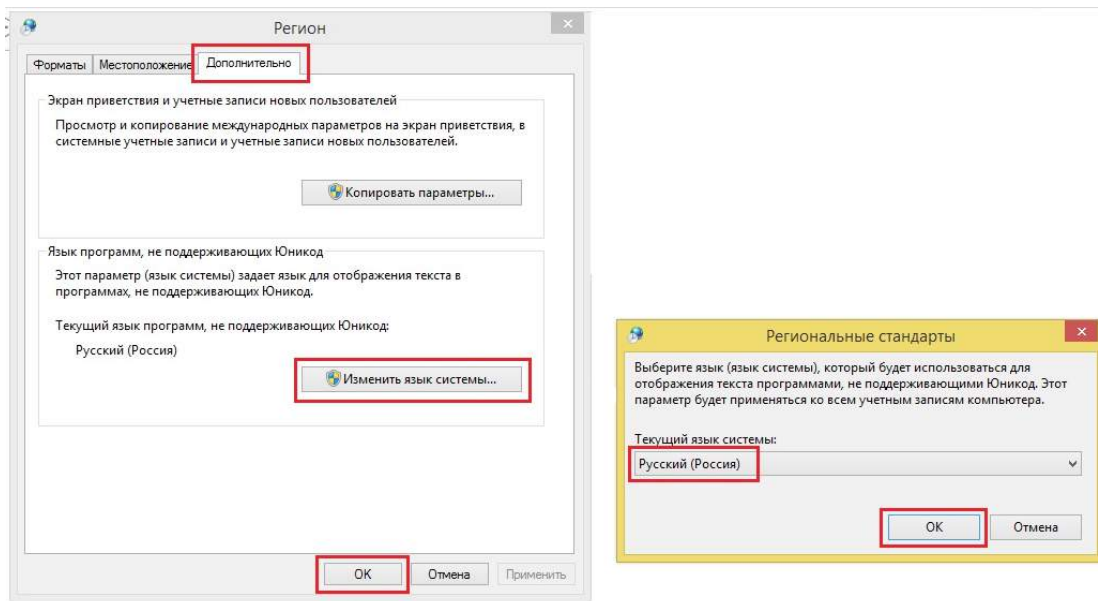 Регион
Форматы
Местоположение
Дополнительно
Экран приветствия и учетные записи новых пользователей
Просмотр и копирование международных параметров на экран приветствия, в
системные учетные записи и учетные записи новых пользователей.
Копировать параметры...
Язык программ, не поддерживающих Юникод
Этот параметр (язык системы) задает язык для отображения текста в
программах, не поддерживающих Юникод.
Текущий язык программ, не поддерживающих Юникод:
Русский (Россия)
Изменить язык системы...
ОК
Отмена
Применить
Региональные стандарты
Выберите язык (язык системы), который будет использоваться для
отображения текста программами, не поддерживающими Юникод. Этот
параметр будет применяться ко всем учетным записям компьютера.
Текущий язык системы:
Русский (Россия)
ОК
Отмена